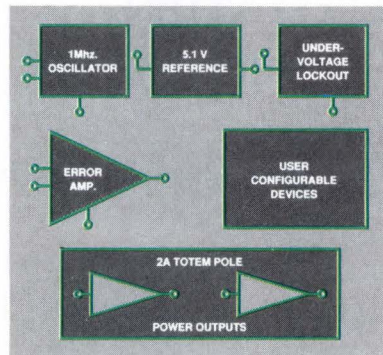 1Mhz.
OSCILLATOR
5.1 V
REFERENCE
UNDER-
VOLTAGE
LOCKOUT
ERROR
AMP.
USER
CONFIGURABLE
DEVICES
2A TOTEM POLE
POWER OUTPUTS